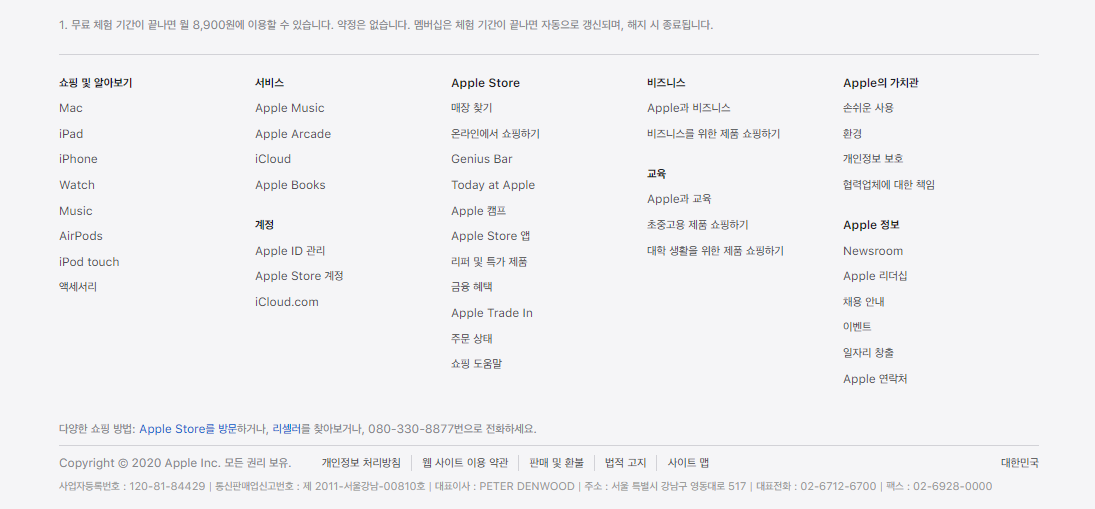 1. 무료 체험 기간이 끝나면 월 8,900원에 이용할 수 있습니다. 약정은 없습니다. 멤버십은 체험 기간이 끝나면 자동으로 갱신되며, 해지 시 종료됩니다.
쇼핑 및 알아보기
Mac
iPad
iPhone
Watch
Music
AirPods
iPod touch
액세서리
서비스
Apple Music
Apple Arcade
iCloud
Apple Books
계정
Apple ID 관리
Apple Store 계정
iCloud.com
Apple Store
매장 찾기
온라인에서 쇼핑하기
Genius Bar
Today at Apple
Apple 캠프
Apple Store 앱
리퍼 및 특가 제품
금융 혜택
Apple Trade In
주문 상태
쇼핑 도움말
비즈니스
Apple과 비즈니스
비즈니스를 위한 제품 쇼핑하기
교육
Apple과 교육
초중고용 제품 쇼핑하기
대학 생활을 위한 제품 쇼핑하기
Apple의 가치관
손쉬운 사용
환경
개인정보 보호
협력업체에 대한 책임
Apple 정보
Newsroom
Apple 리더십
채용 안내
이벤트
일자리 창출
Apple 연락처
다양한 쇼핑 방법: Apple Store를 방문하거나, 리셀러를 찾아보거나, 080-330-8877번으로 전화하세요.
Copyright © 2020 Apple Inc. 모든 권리 보유. 개인정보 처리방침 | 웹 사이트 이용 약관 | 판매 및 환불 | 법적 고지 | 사이트 맵 대한민국
사업자등록번호 : 120-81-84429 | 통신판매업신고번호 : 제 2011-서울강남-00810호 | 대표이사 : PETER DENWOOD | 주소 : 서울 특별시 강남구 영동대로 517 | 대표전화 : 02-6712-6700 | 팩스 : 02-6928-0000